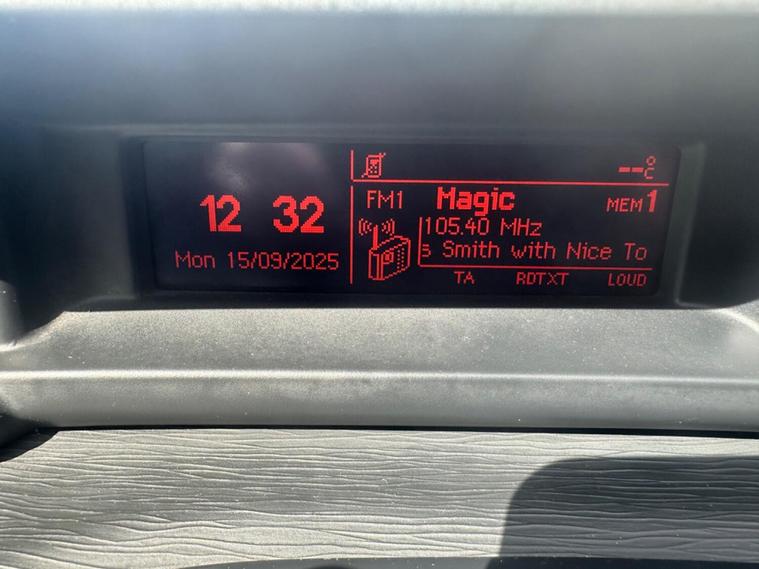 --°C
12 32
FM1 Magic MEM 1
105.40 MHz
s Smith with Nice To
Mon 15/09/2025
TA RDTXT LOUD